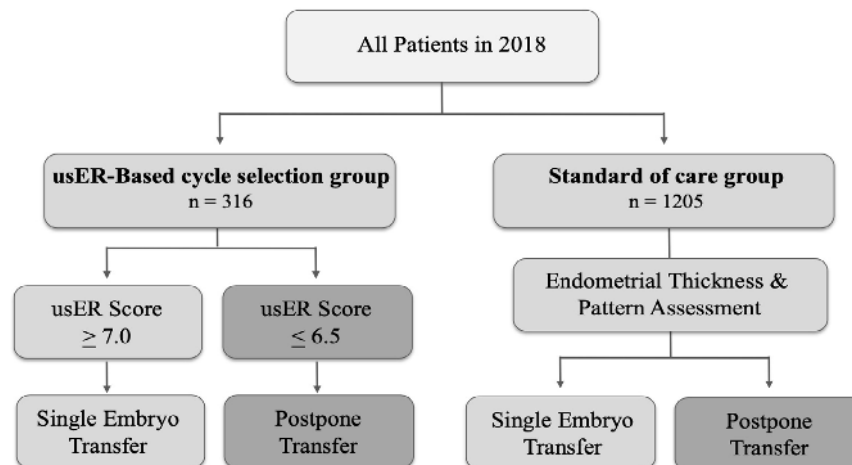 All Patients in 2018
usER-Based cycle selection group
n = 316
Standard of care group
n = 1205
usER Score
≥ 7.0
usER Score
≤ 6.5
Endometrial Thickness &
Pattern Assessment
Single Embryo
Transfer
Postpone
Transfer
Single Embryo
Transfer
Postpone
Transfer